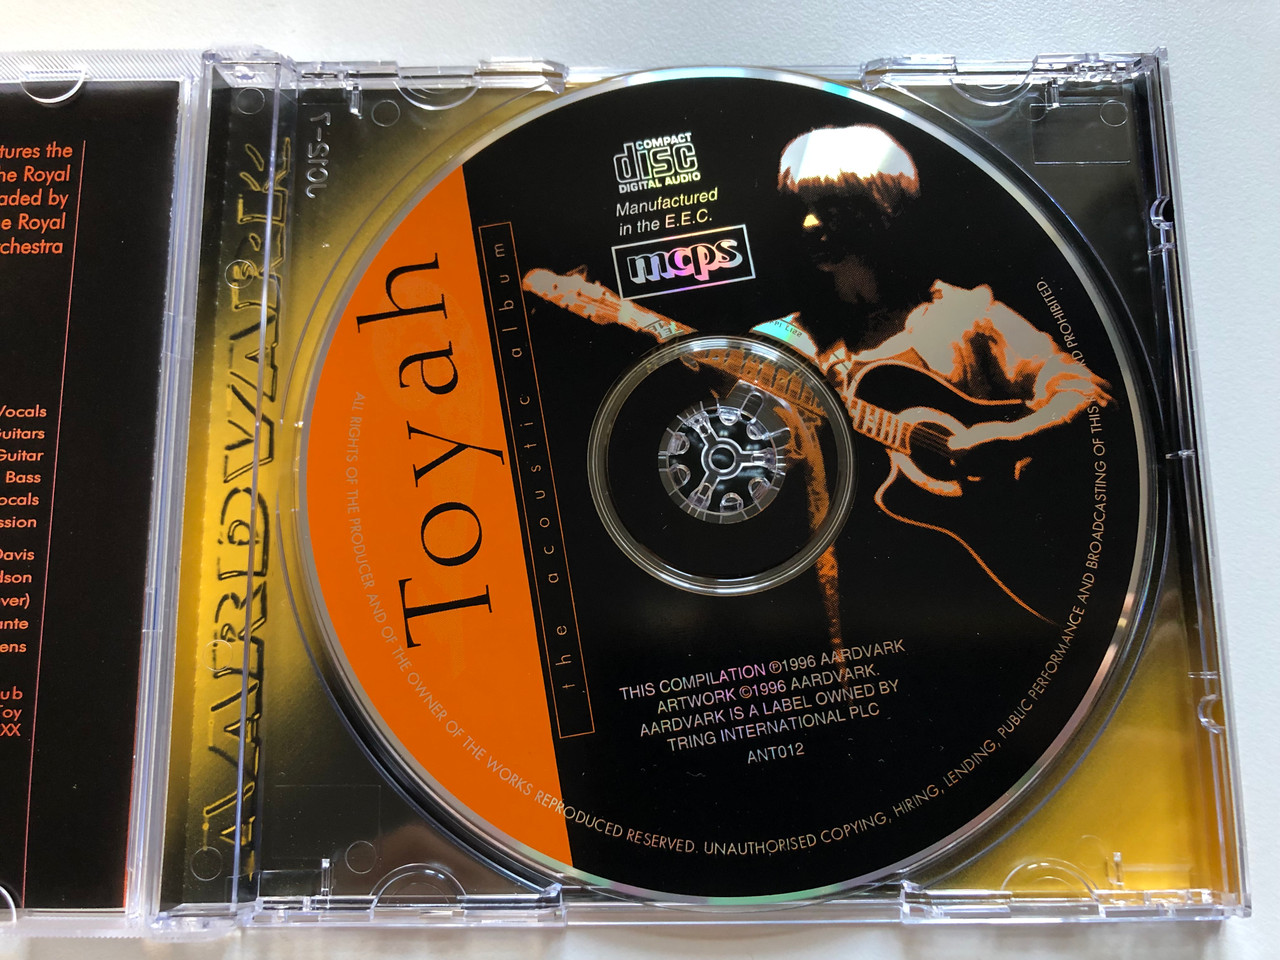 tures the
he Royal
aded by
e Royal
rchestra
Vocals
Guitars
Guitar
Bass
ocals
ssion
Davis
dson
ver)
ante
ens
ub
Toy
XX
AARDVARK
Toyah
the acoustic album
COMPACT
disc
DIGITAL AUDIO
Manufactured
in the E.E.C.
mcps
THIS COMPILATION ℗1996 AARDVARK
ARTWORK ©1996 AARDVARK.
AARDVARK IS A LABEL OWNED BY
TRING INTERNATIONAL PLC
ANT012
ALL RIGHTS OF THE PRODUCER AND OF THE OWNER OF THE WORKS REPRODUCED RESERVED. UNAUTHORISED COPYING, HIRING, LENDING, PUBLIC PERFORMANCE AND BROADCASTING OF THIS RD PROHIBITED.